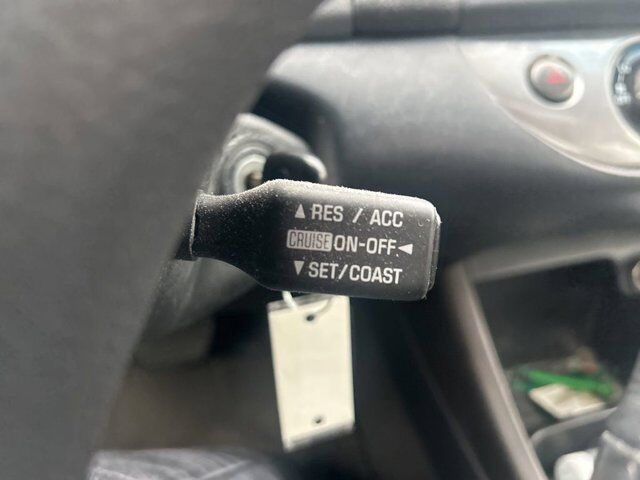 ▲ RES / ACC
CRUISE ON-OFF ◄
▼ SET/COAST